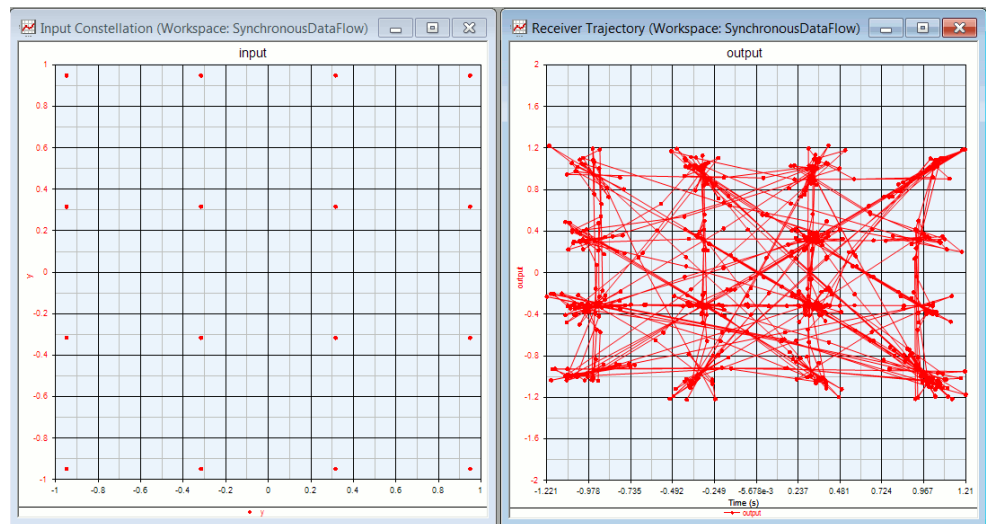 Input Constellation (Workspace: SynchronousDataFlow)
input
1
0.8
0.6
0.4
0.2
0
-0.2
-0.4
-0.6
-0.8
-1
y
-1 -0.8 -0.6 -0.4 -0.2 0 0.2 0.4 0.6 0.8 1
y
Receiver Trajectory (Workspace: SynchronousDataFlow)
output
2
1.6
1.2
0.8
0.4
0
-0.4
-0.8
-1.2
-1.6
-2
output
-1.221 -0.978 -0.735 -0.492 -0.249 -5.678e-3 0.237 0.481 0.724 0.967 1.21
Time (s)
output